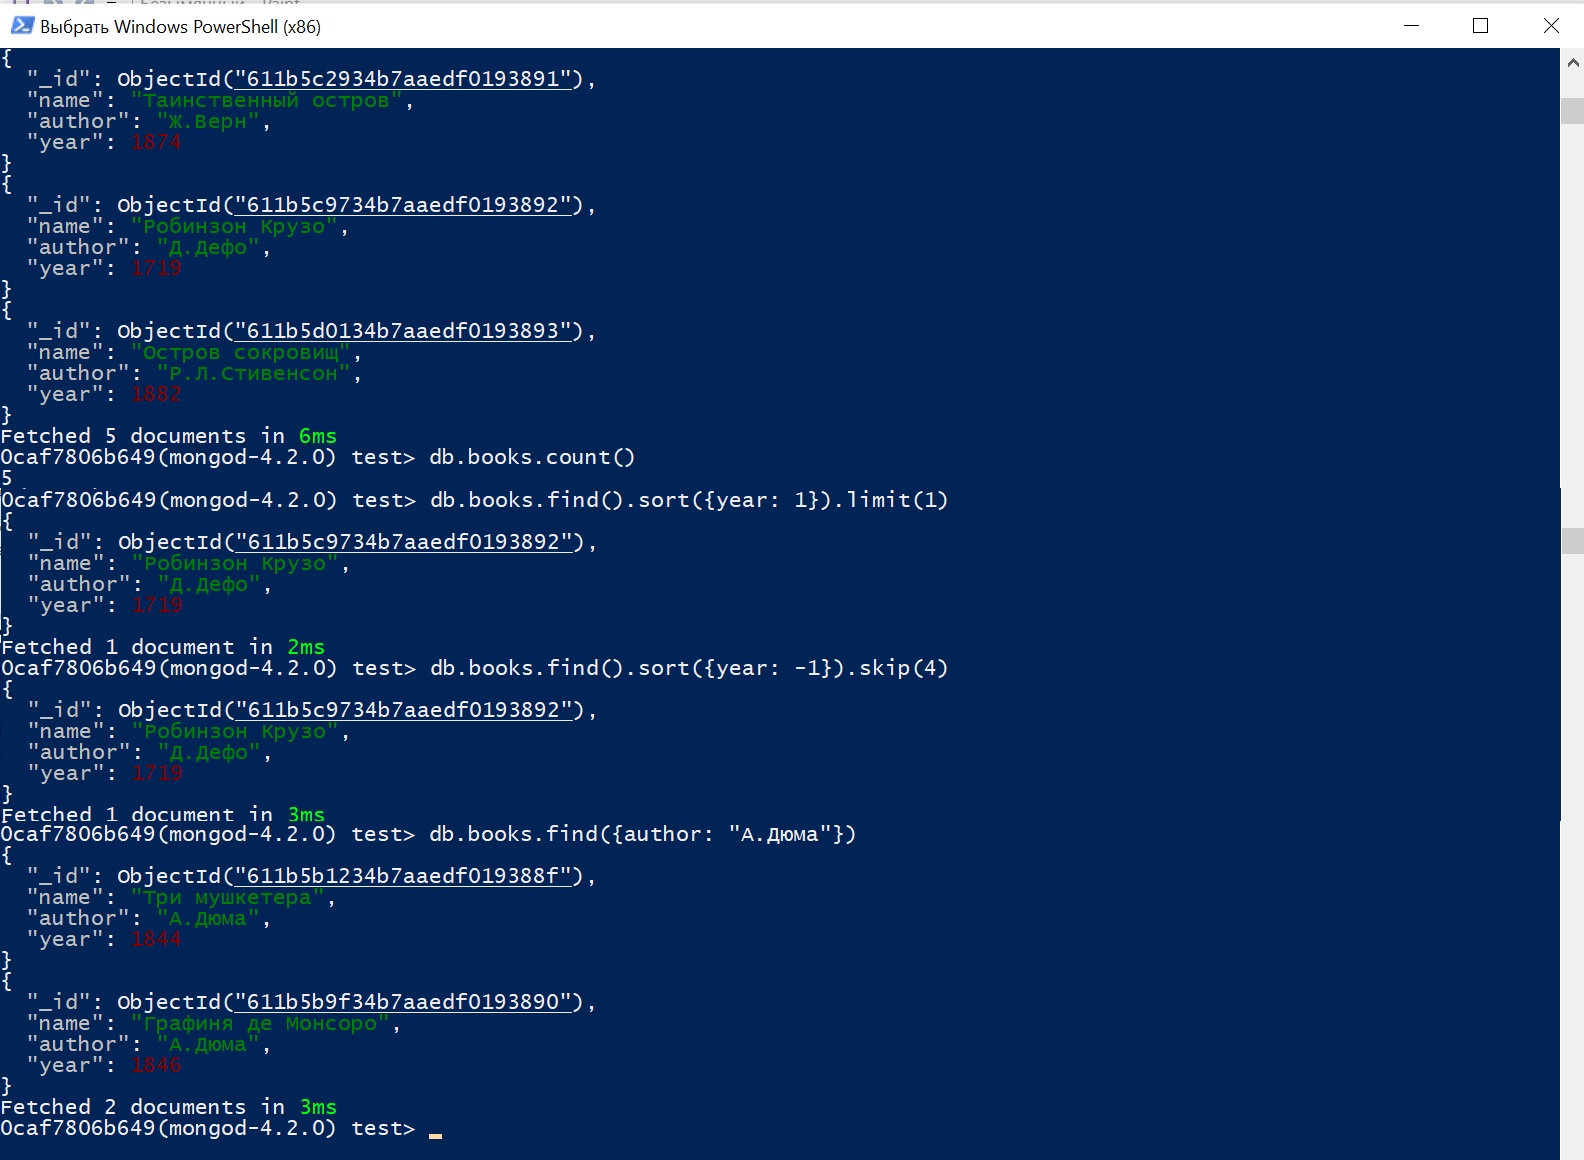 Выбрать Windows PowerShell (x86)
{
  "_id": ObjectId("611b5c2934b7aaedf0193891"),
  "name": "Таинственный остров",
  "author": "Ж.Верн",
  "year": 1874
}
{
  "_id": ObjectId("611b5c9734b7aaedf0193892"),
  "name": "Робинзон Крузо",
  "author": "Д.Дефо",
  "year": 1719
}
{
  "_id": ObjectId("611b5d0134b7aaedf0193893"),
  "name": "Остров сокровищ",
  "author": "Р.Л.Стивенсон",
  "year": 1882
}
Fetched 5 documents in 6ms
0caf7806b649(mongod-4.2.0) test> db.books.count()
5
0caf7806b649(mongod-4.2.0) test> db.books.find().sort({year: 1}).limit(1)
{
  "_id": ObjectId("611b5c9734b7aaedf0193892"),
  "name": "Робинзон Крузо",
  "author": "Д.Дефо",
  "year": 1719
}
Fetched 1 document in 2ms
0caf7806b649(mongod-4.2.0) test> db.books.find().sort({year: -1}).skip(4)
{
  "_id": ObjectId("611b5c9734b7aaedf0193892"),
  "name": "Робинзон Крузо",
  "author": "Д.Дефо",
  "year": 1719
}
Fetched 1 document in 3ms
0caf7806b649(mongod-4.2.0) test> db.books.find({author: "А.Дюма"})
{
  "_id": ObjectId("611b5b1234b7aaedf019388f"),
  "name": "Три мушкетера",
  "author": "А.Дюма",
  "year": 1844
}
{
  "_id": ObjectId("611b5b9f34b7aaedf0193890"),
  "name": "Графиня де Монсоро",
  "author": "А.Дюма",
  "year": 1846
}
Fetched 2 documents in 3ms
0caf7806b649(mongod-4.2.0) test>